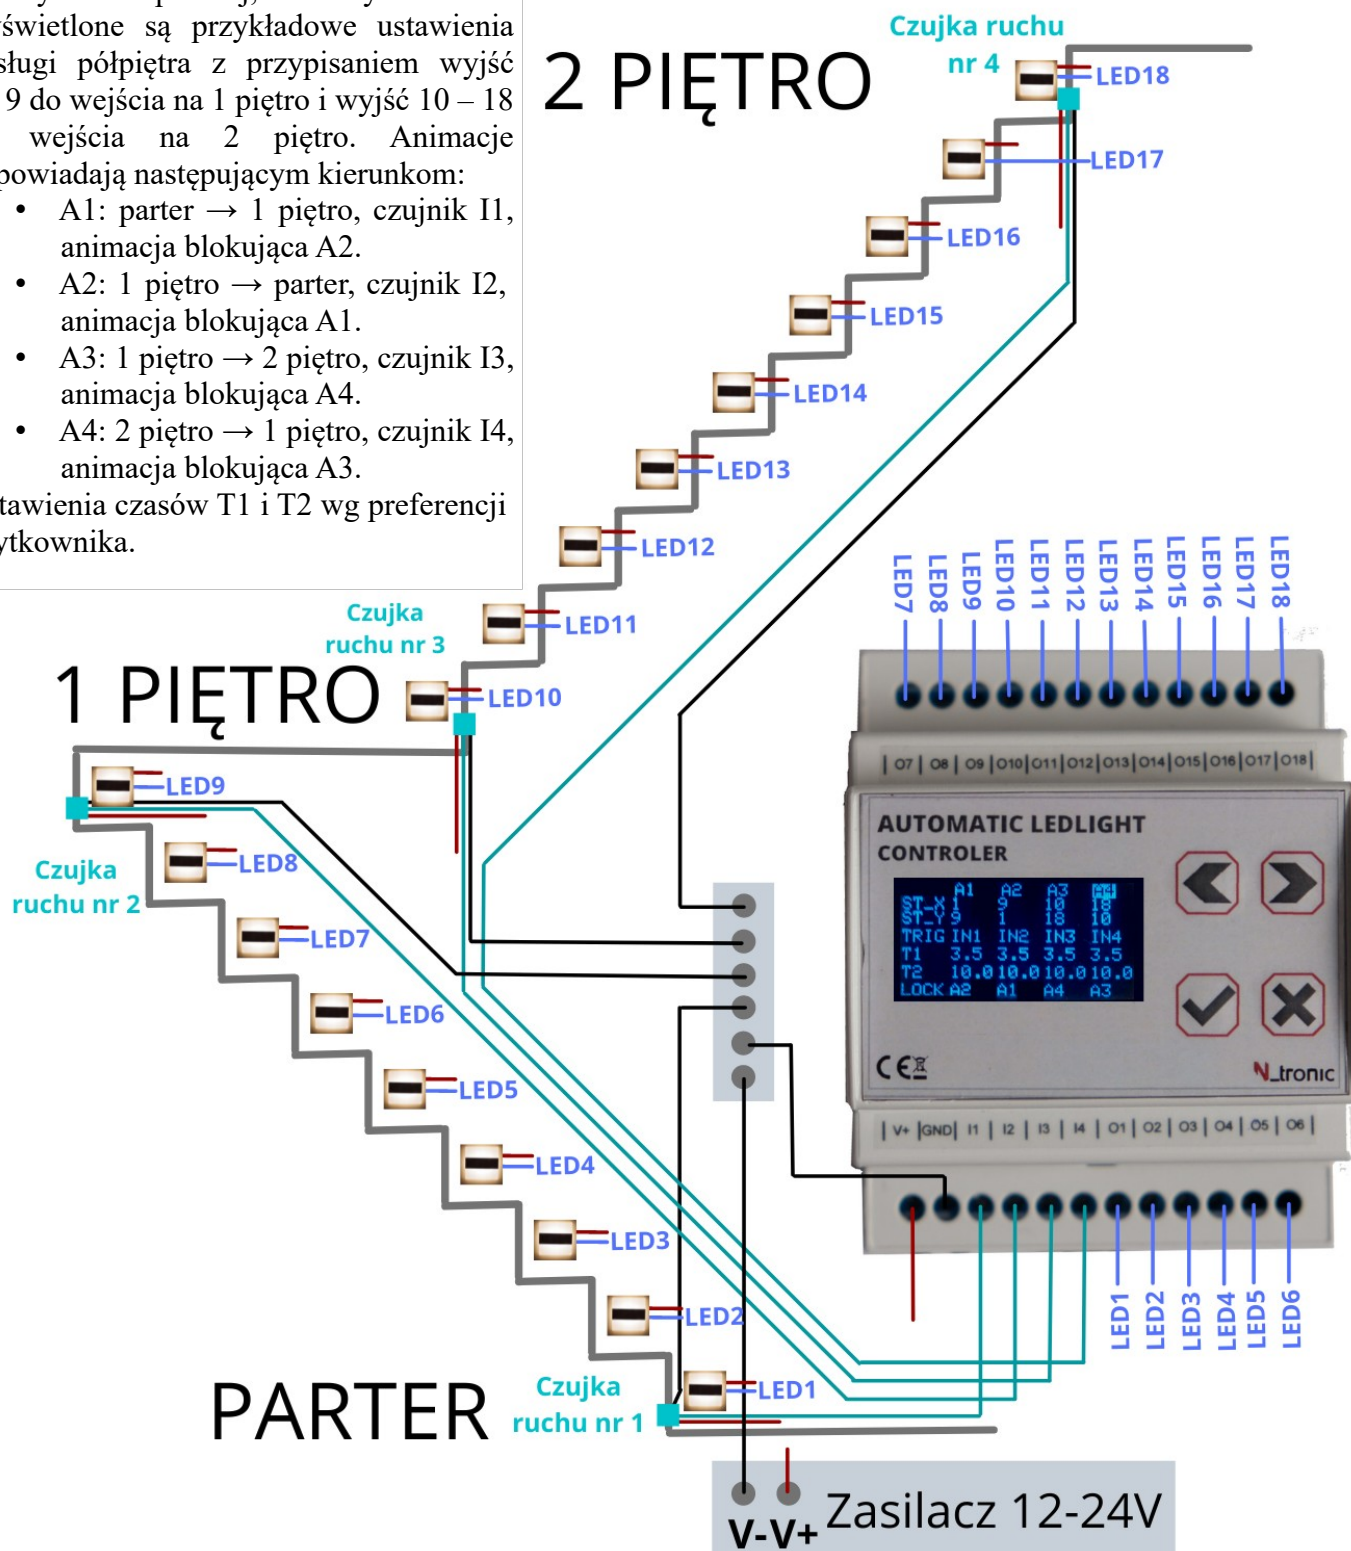 świetlone są przykładowe ustawienia
sługi półpiętra z przypisaniem wyjść
9 do wejścia na 1 piętro i wyjść 10 – 18
wejścia na 2 piętro. Animacje
powiadają następującym kierunkom:
• A1: parter → 1 piętro, czujnik I1,
animacja blokująca A2.
• A2: 1 piętro → parter, czujnik I2,
animacja blokująca A1.
• A3: 1 piętro → 2 piętro, czujnik I3,
animacja blokująca A4.
• A4: 2 piętro → 1 piętro, czujnik I4,
animacja blokująca A3.
tawienia czasów T1 i T2 wg preferencji
ytkownika.
2 PIĘTRO
Czujka ruchu
nr 4
LED18
LED17
LED16
LED15
LED14
LED13
LED12
LED11
LED10
Czujka
ruchu nr 3
1 PIĘTRO
LED9
LED8
Czujka
ruchu nr 2
LED7
LED6
LED5
LED4
LED3
LED2
LED1
PARTER
Czujka
ruchu nr 1
LED7 LED8 LED9 LED10 LED11 LED12 LED13 LED14 LED15 LED16 LED17 LED18
| O7 | O8 | O9 |O10|O11|O12|O13|O14|O15|O16|O17|O18|
AUTOMATIC LEDLIGHT
CONTROLER
A1 A2 A3 A4
ST_X 1 9 10 18
ST_Y 9 1 18 10
TRIG IN1 IN2 IN3 IN4
T1 3.5 3.5 3.5 3.5
T2 10.0 10.0 10.0 10.0
LOCK A2 A1 A4 A3
CE
N_tronic
| V+ |GND| I1 | I2 | I3 | I4 | O1 | O2 | O3 | O4 | O5 | O6 |
LED1 LED2 LED3 LED4 LED5 LED6
V- V+ Zasilacz 12-24V